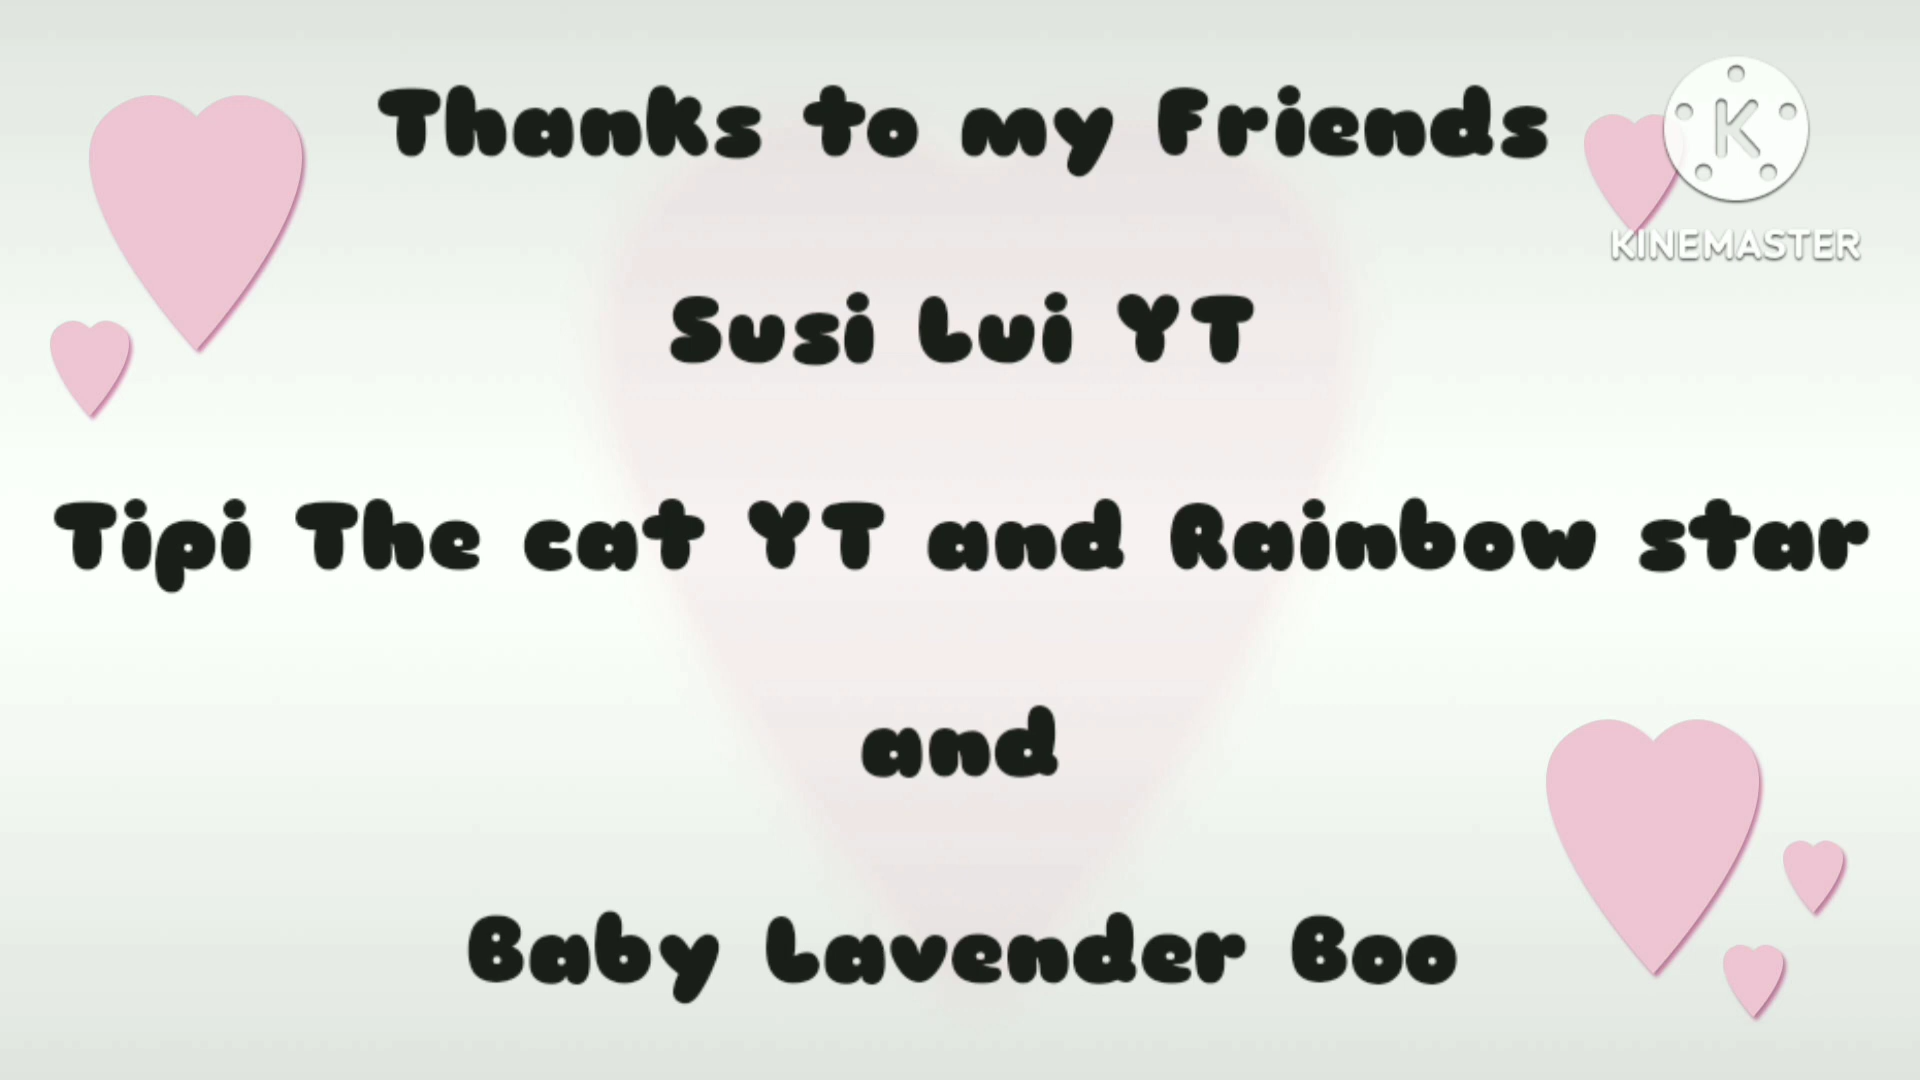 Thanks to my Friends
K
KINEMASTER
Susi Lui YT
Tipi The cat YT and Rainbow star
and
Baby Lavender Boo